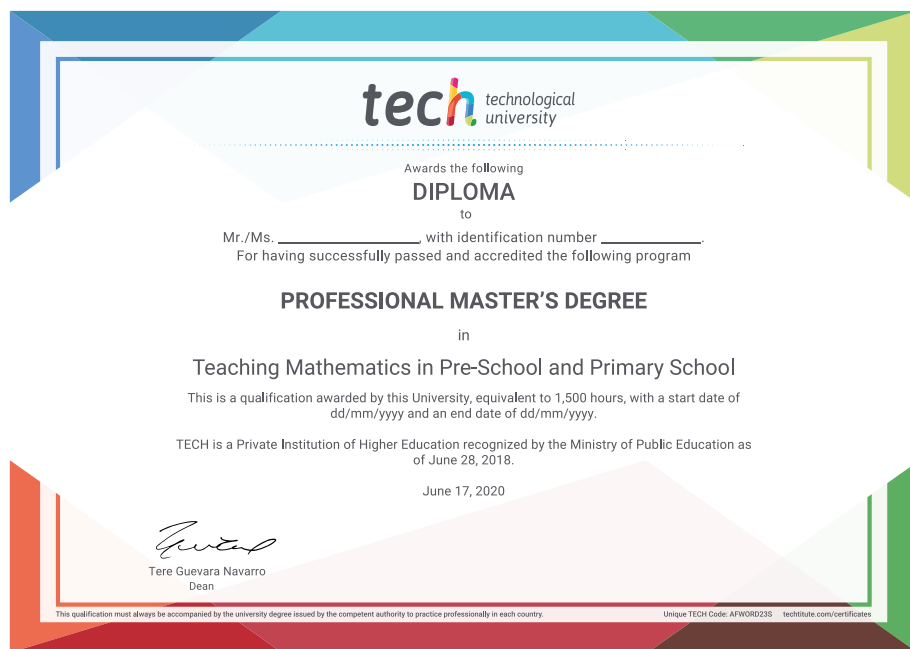 tech technological
university
Awards the following
DIPLOMA
to
Mr./Ms. ____________________, with identification number ______________.
For having successfully passed and accredited the following program
PROFESSIONAL MASTER’S DEGREE
in
Teaching Mathematics in Pre-School and Primary School
This is a qualification awarded by this University, equivalent to 1,500 hours, with a start date of
dd/mm/yyyy and an end date of dd/mm/yyyy.
TECH is a Private Institution of Higher Education recognized by the Ministry of Public Education as
of June 28, 2018.
June 17, 2020
Tere Guevara Navarro
Dean
This qualification must always be accompanied by the university degree issued by the competent authority to practice professionally in each country. Unique TECH Code: AFWORD23S techtitute.com/certificates